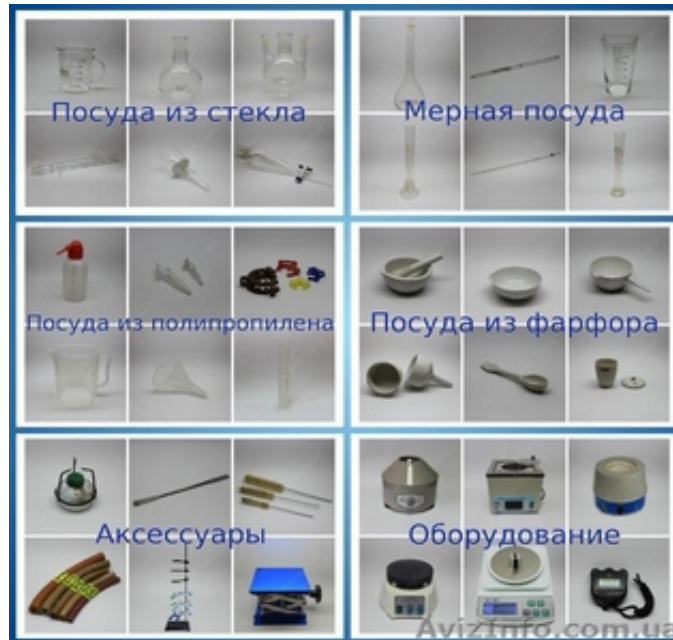 Посуда из стекла
Мерная посуда
Посуда из полипропилена
Посуда из фарфора
Аксессуары
Оборудование
AvizInfo.com.ua